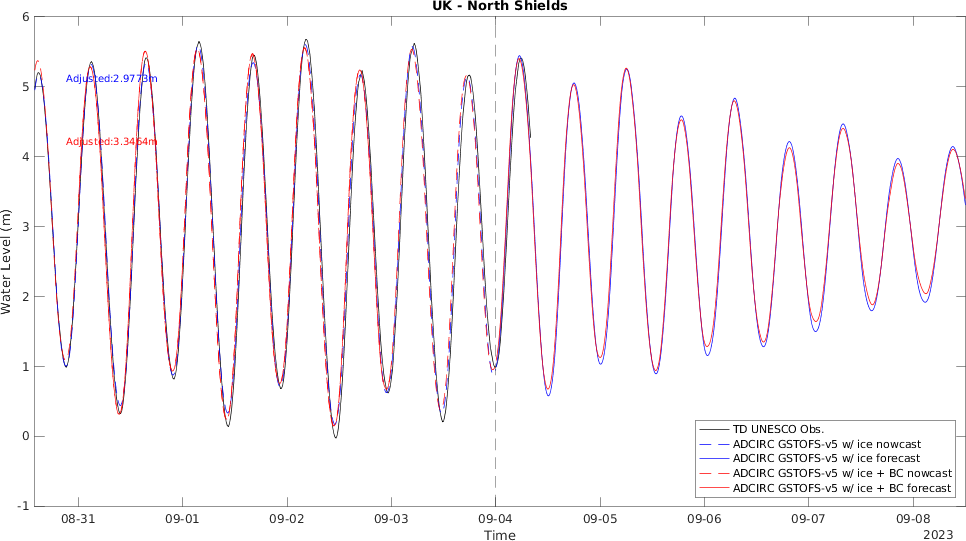 UK - North Shields
6
5
4
3
2
1
0
-1
Water Level (m)
Adjusted:2.9773m
Adjusted:3.3464m
TD UNESCO Obs.
ADCIRC GSTOFS-v5 w/ ice nowcast
ADCIRC GSTOFS-v5 w/ ice forecast
ADCIRC GSTOFS-v5 w/ ice + BC nowcast
ADCIRC GSTOFS-v5 w/ ice + BC forecast
08-31 09-01 09-02 09-03 09-04 09-05 09-06 09-07 09-08
Time
2023